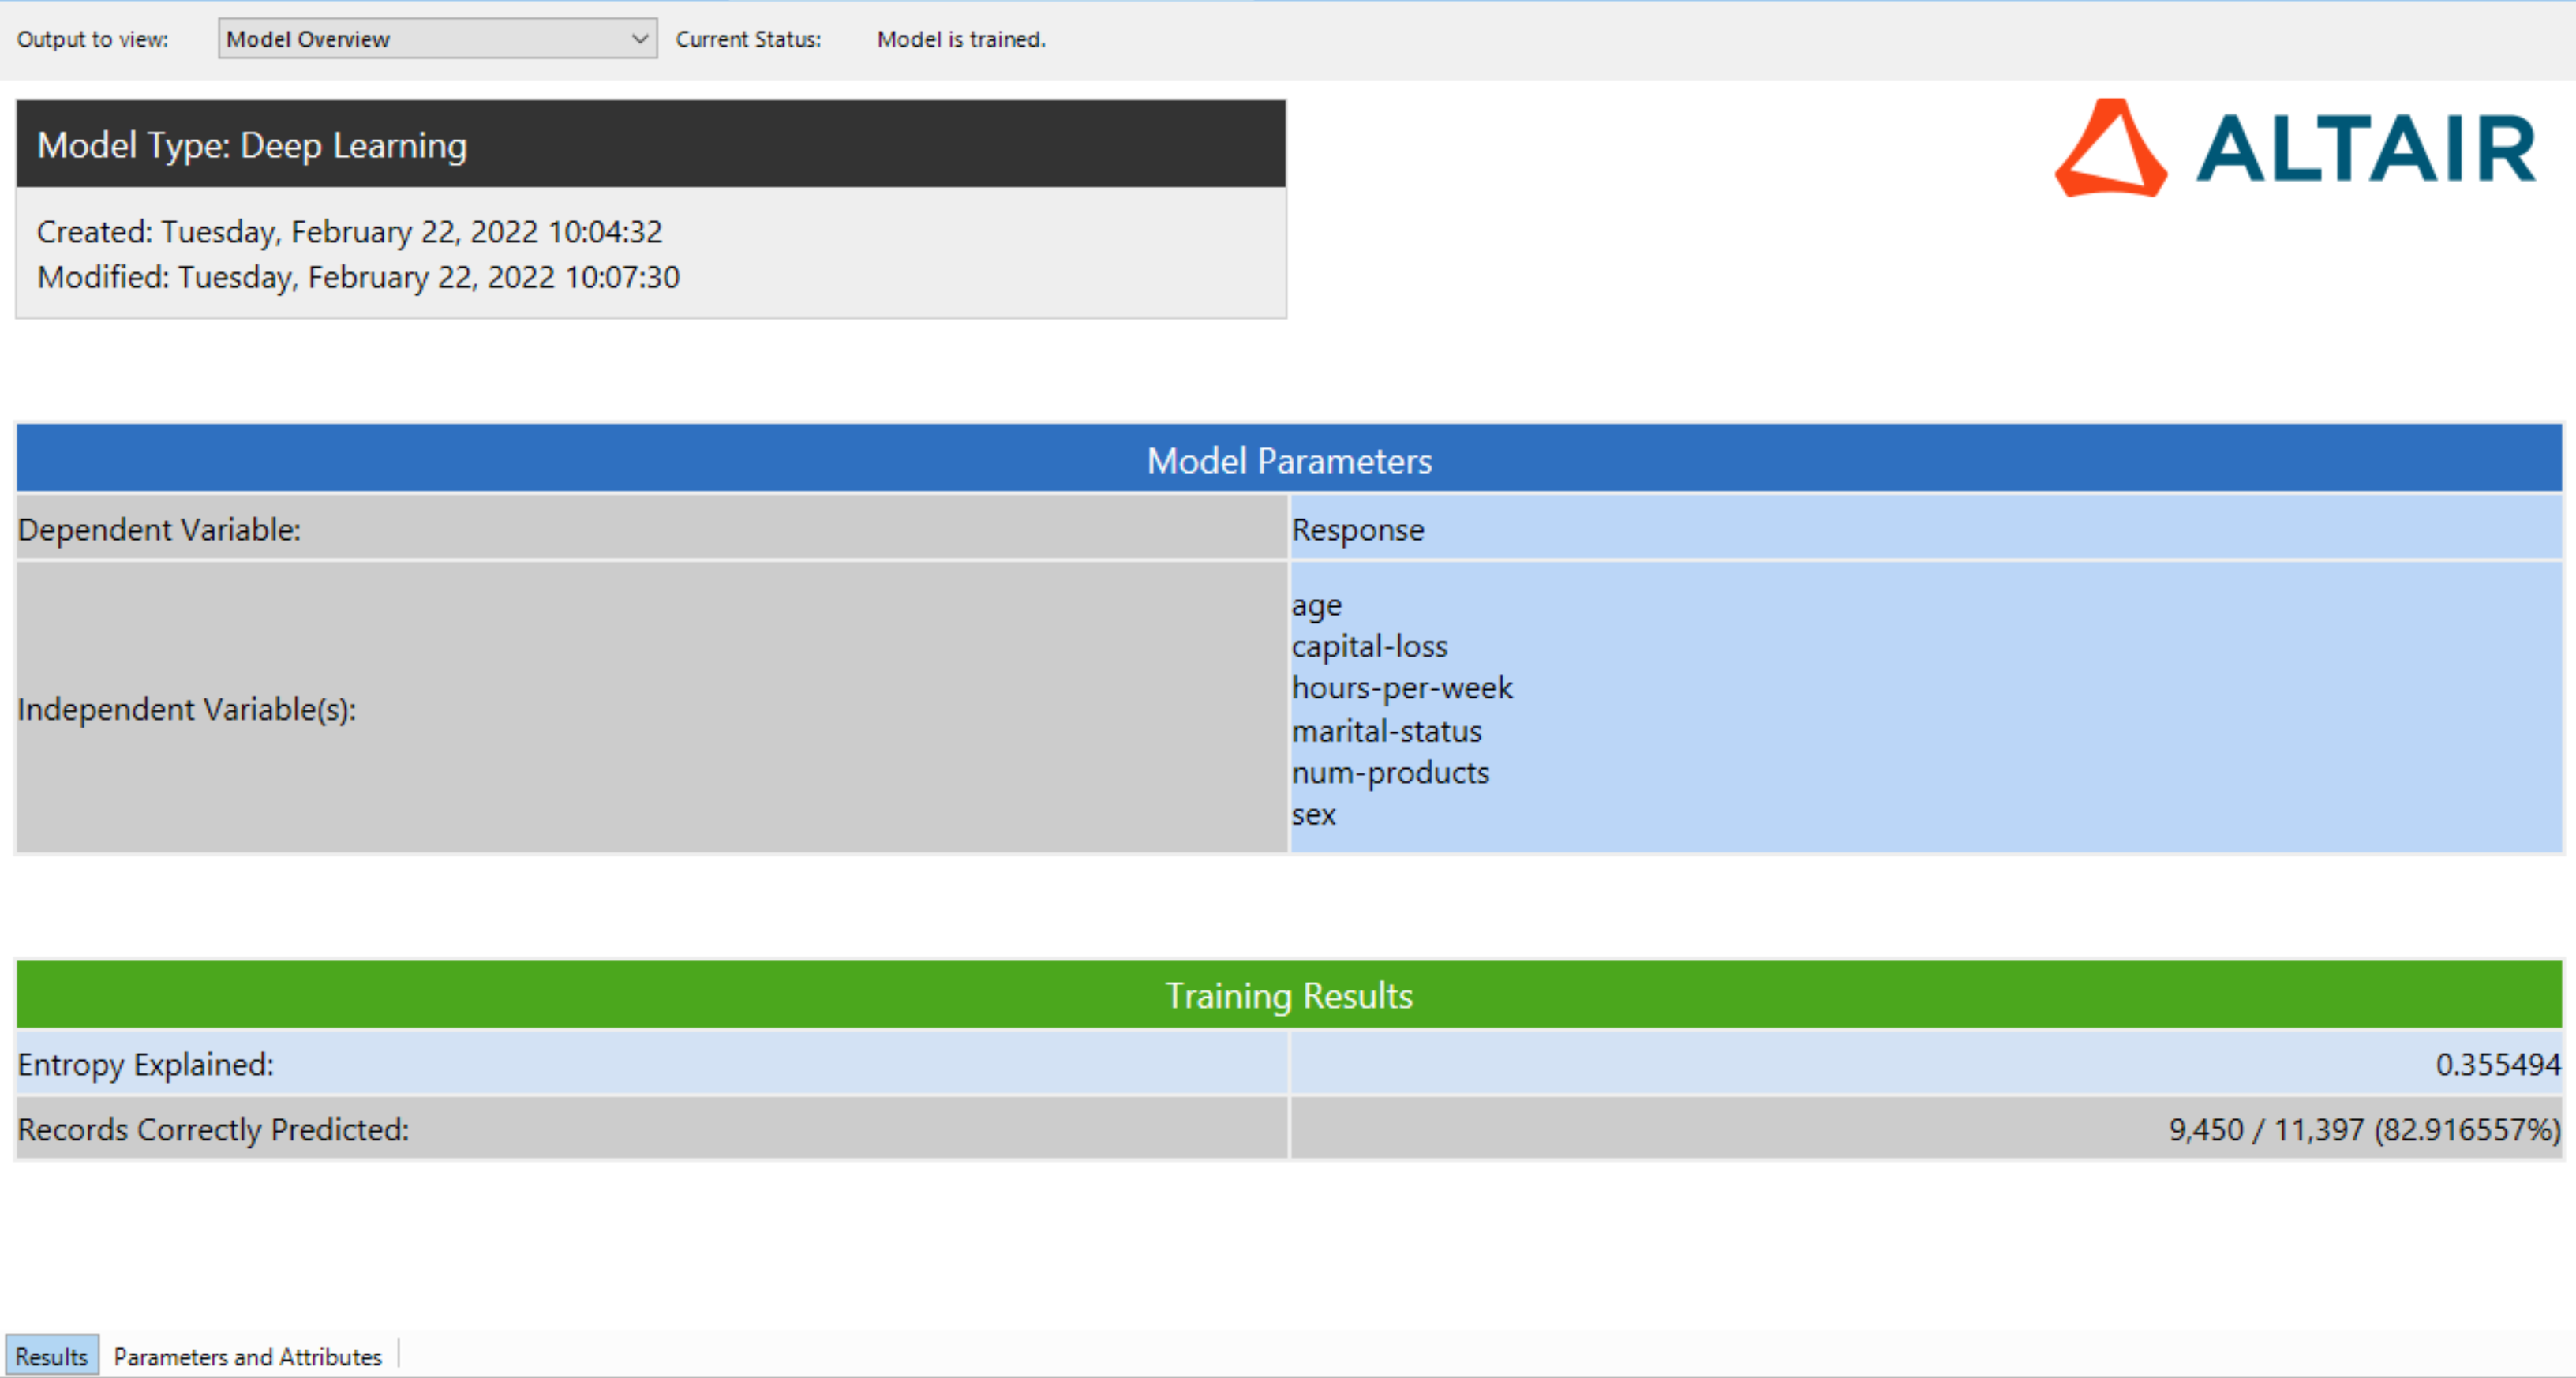 Output to view: Model Overview Current Status: Model is trained.
Model Type: Deep Learning
ALTAIR
Created: Tuesday, February 22, 2022 10:04:32
Modified: Tuesday, February 22, 2022 10:07:30
Model Parameters
Dependent Variable: Response
Independent Variable(s):
age
capital-loss
hours-per-week
marital-status
num-products
sex
Training Results
Entropy Explained: 0.355494
Records Correctly Predicted: 9,450 / 11,397 (82.916557%)
Results Parameters and Attributes